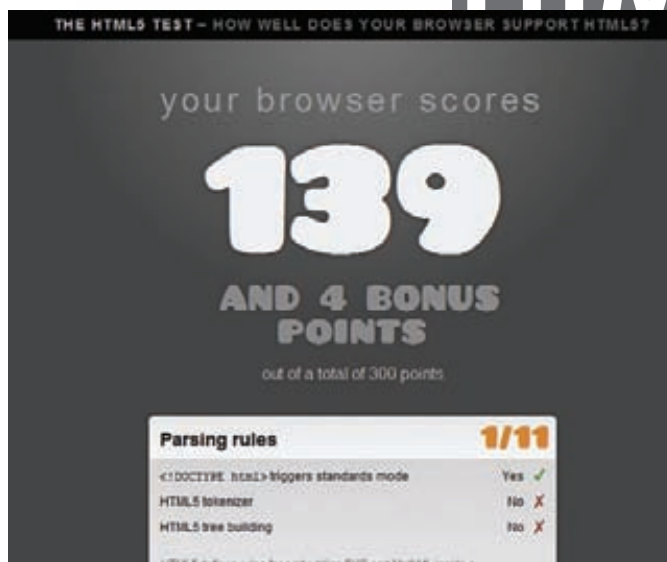 THE HTML5 TEST – HOW WELL DOES YOUR BROWSER SUPPORT HTML5?
your browser scores
139
AND 4 BONUS
POINTS
out of a total of 300 points
Parsing rules 1/11
<!DOCTYPE html> triggers standards mode Yes ✓
HTML5 tokenizer No ✗
HTML5 tree building No ✗